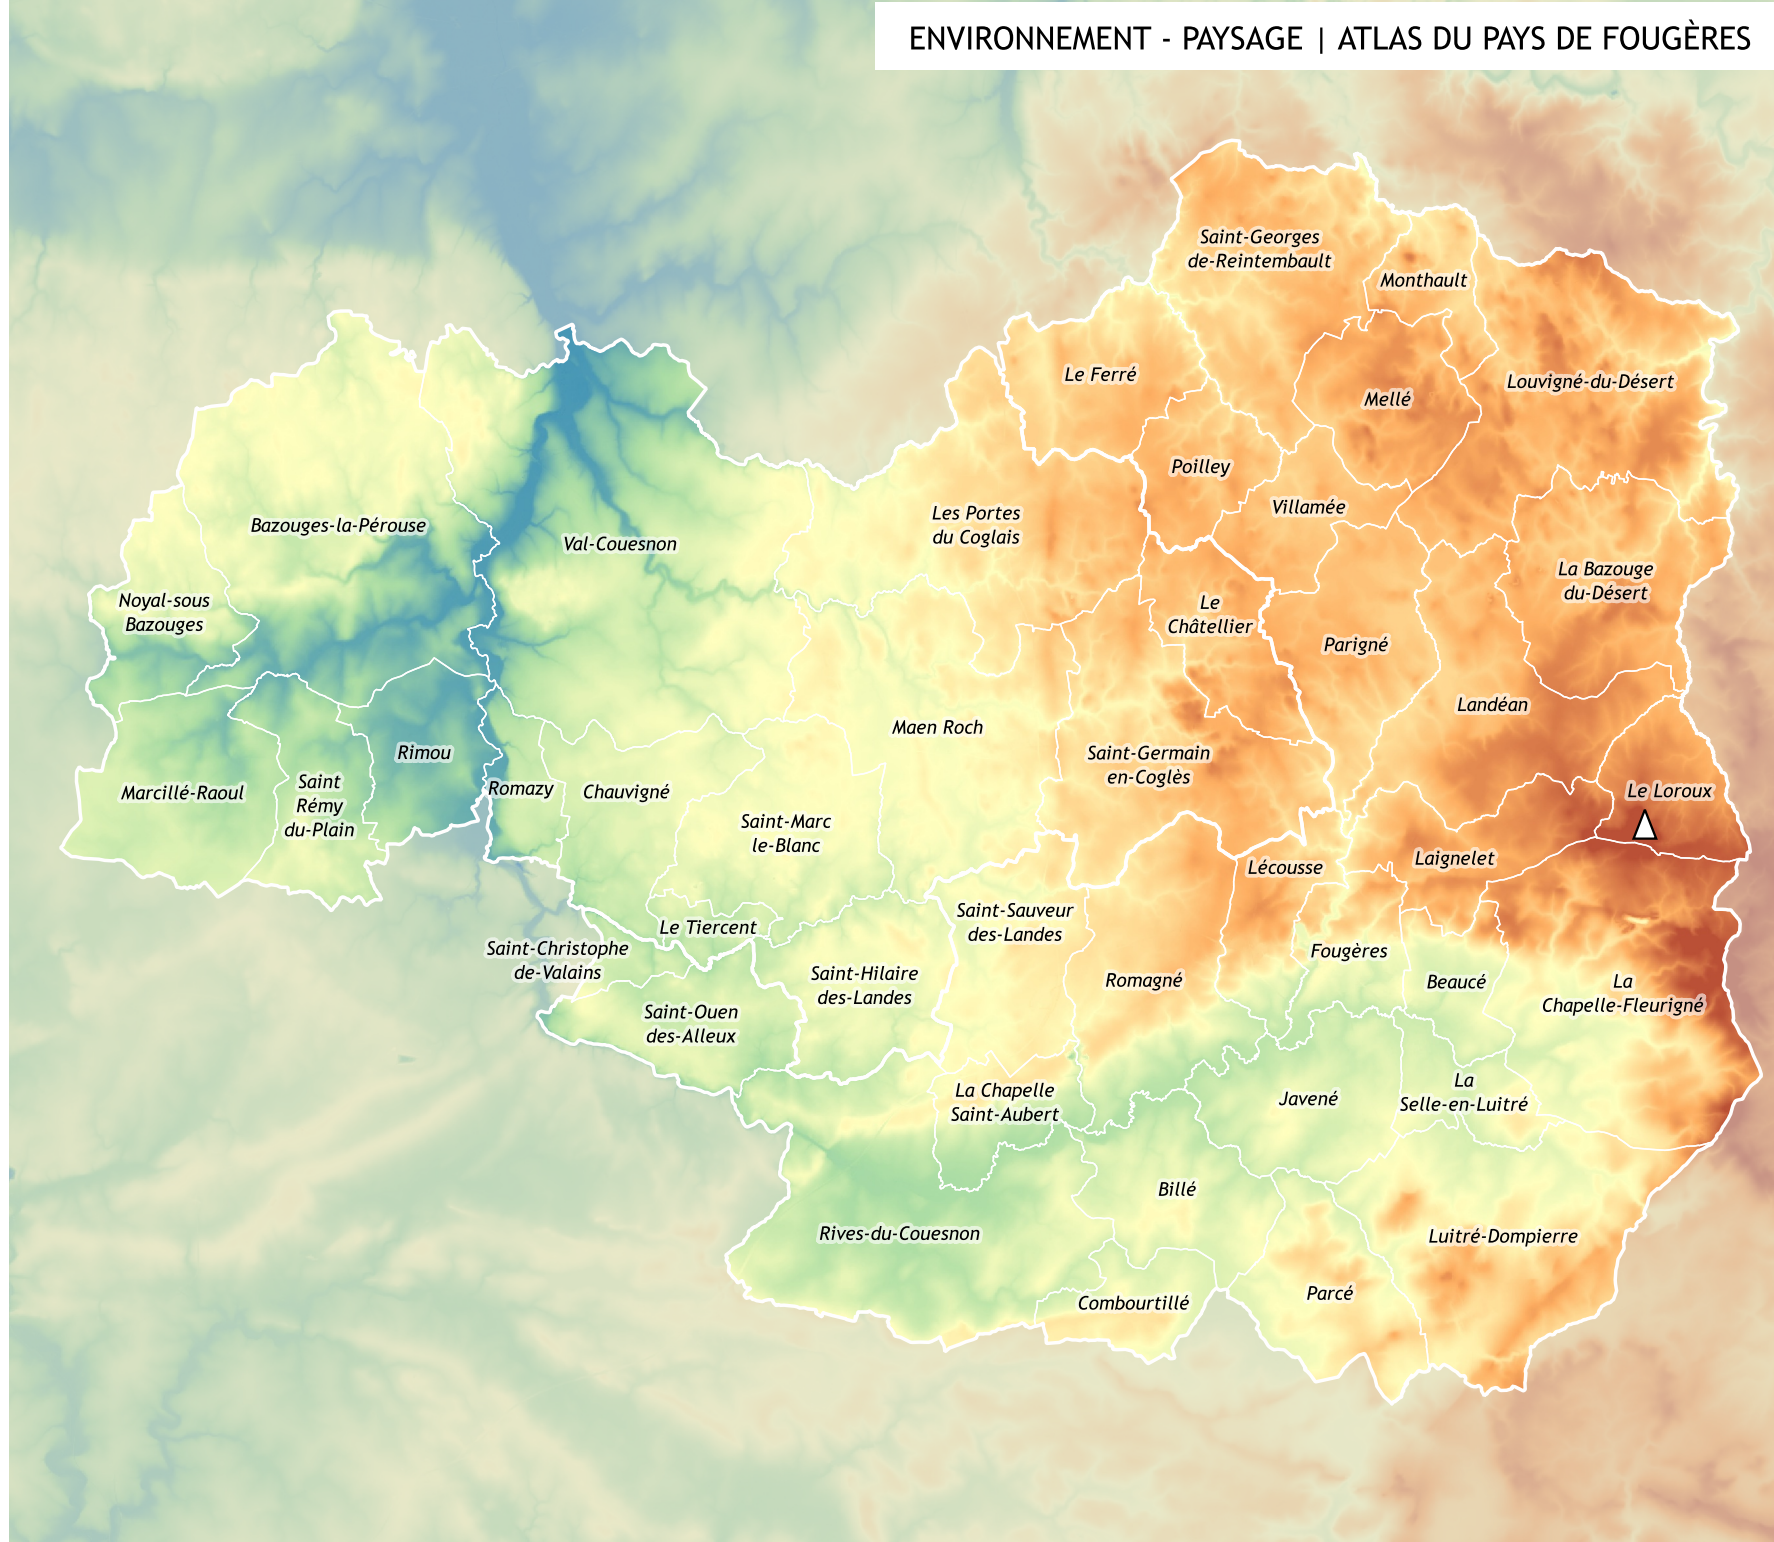 ENVIRONNEMENT - PAYSAGE | ATLAS DU PAYS DE FOUGÈRES
Saint-Georges
de-Reintembault
Monthault
Le Ferré
Mellé
Louvigné-du-Désert
Poilley
Villamée
Les Portes
du Coglais
Bazouges-la-Pérouse
Val-Couesnon
La Bazouge
du-Désert
Noyal-sous
Bazouges
Le
Châtellier
Parigné
Landéan
Maen Roch
Saint-Germain
en-Coglès
Rimou
Marcillé-Raoul
Saint
Rémy
du-Plain
Romazy
Chauvigné
Le Loroux
Saint-Marc
le-Blanc
Laignelet
Lécousse
Saint-Sauveur
des-Landes
Le Tiercent
Saint-Christophe
de-Valains
Fougères
Saint-Hilaire
des-Landes
Romagné
Beaucé
La
Chapelle-Fleurigné
Saint-Ouen
des-Alleux
La Chapelle
Saint-Aubert
Javené
La
Selle-en-Luitré
Billé
Rives-du-Couesnon
Luitré-Dompierre
Parcé
Combourtillé